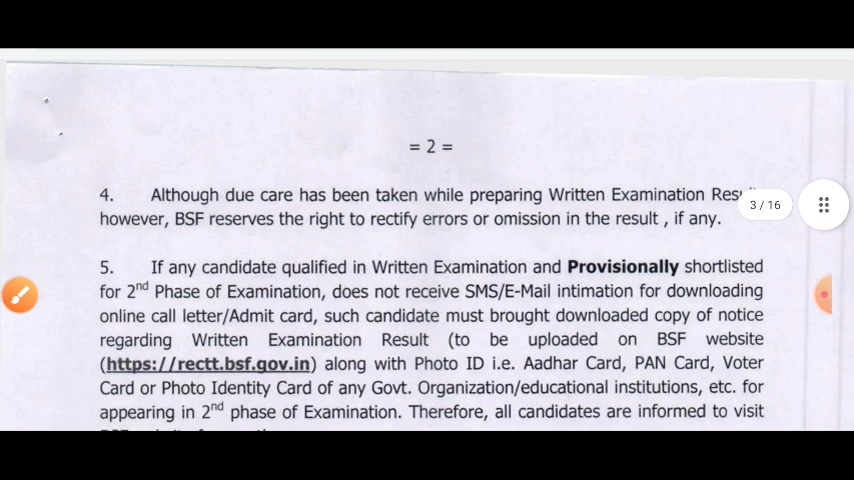 = 2 =
4. Although due care has been taken while preparing Written Examination
however, BSF reserves the right to rectify errors or omission in the result , if any.
3 / 16
5. If any candidate qualified in Written Examination and Provisionally shortlisted
for 2nd Phase of Examination, does not receive SMS/E-Mail intimation for downloading
online call letter/Admit card, such candidate must brought downloaded copy of notice
regarding Written Examination Result (to be uploaded on BSF website
(https://rectt.bsf.gov.in) along with Photo ID i.e. Aadhar Card, PAN Card, Voter
Card or Photo Identity Card of any Govt. Organization/educational institutions, etc. for
appearing in 2nd phase of Examination. Therefore, all candidates are informed to visit